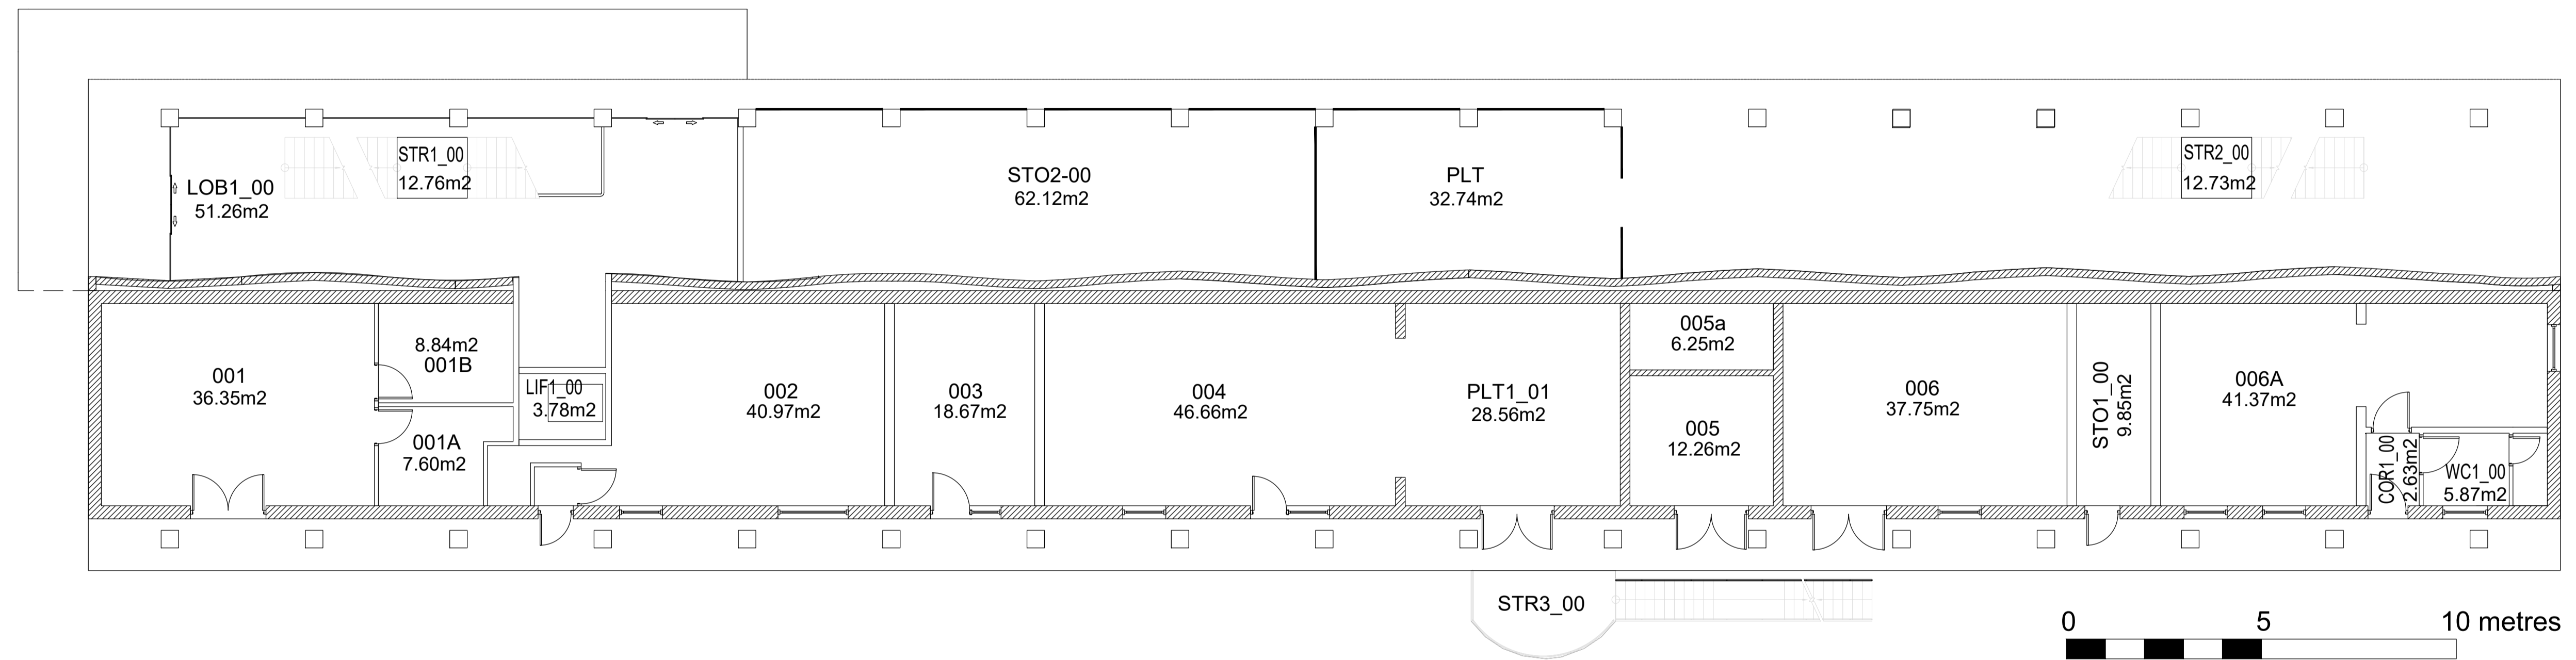 STR1_00
12.76m2
LOB1_00
51.26m2
STO2-00
62.12m2
PLT
32.74m2
STR2_00
12.73m2
001
36.35m2
8.84m2
001B
001A
7.60m2
LIF1_00
3.78m2
002
40.97m2
003
18.67m2
004
46.66m2
PLT1_01
28.56m2
005a
6.25m2
005
12.26m2
006
37.75m2
STO1_00
9.85m2
006A
41.37m2
COR1_00
2.63m2
WC1_00
5.87m2
STR3_00
0 5 10 metres